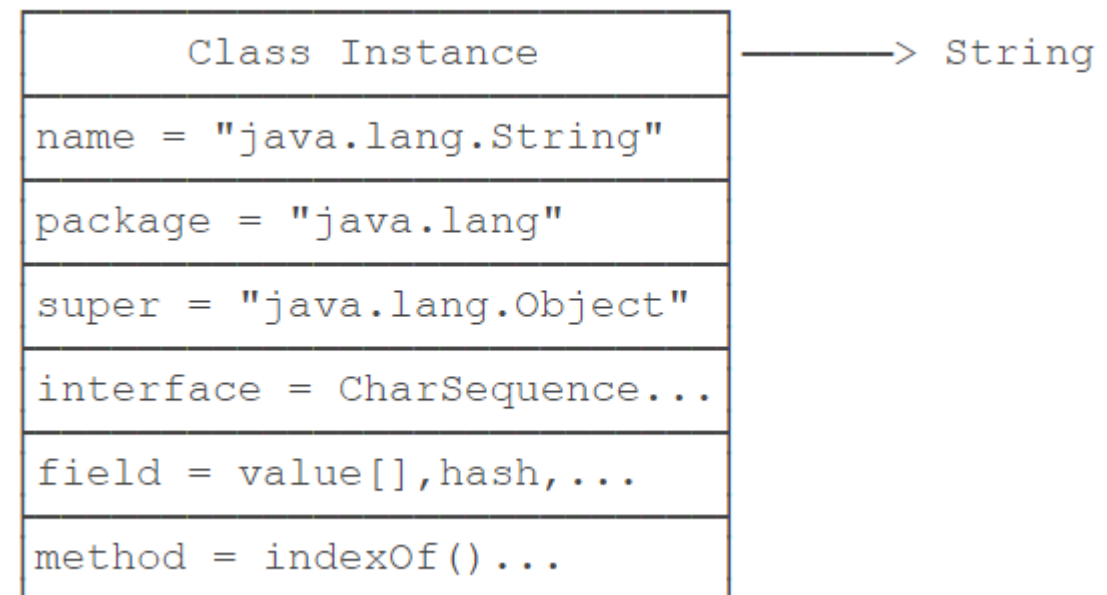 Class Instance ──────> String
name = "java.lang.String"
package = "java.lang"
super = "java.lang.Object"
interface = CharSequence...
field = value[],hash,...
method = indexOf()...